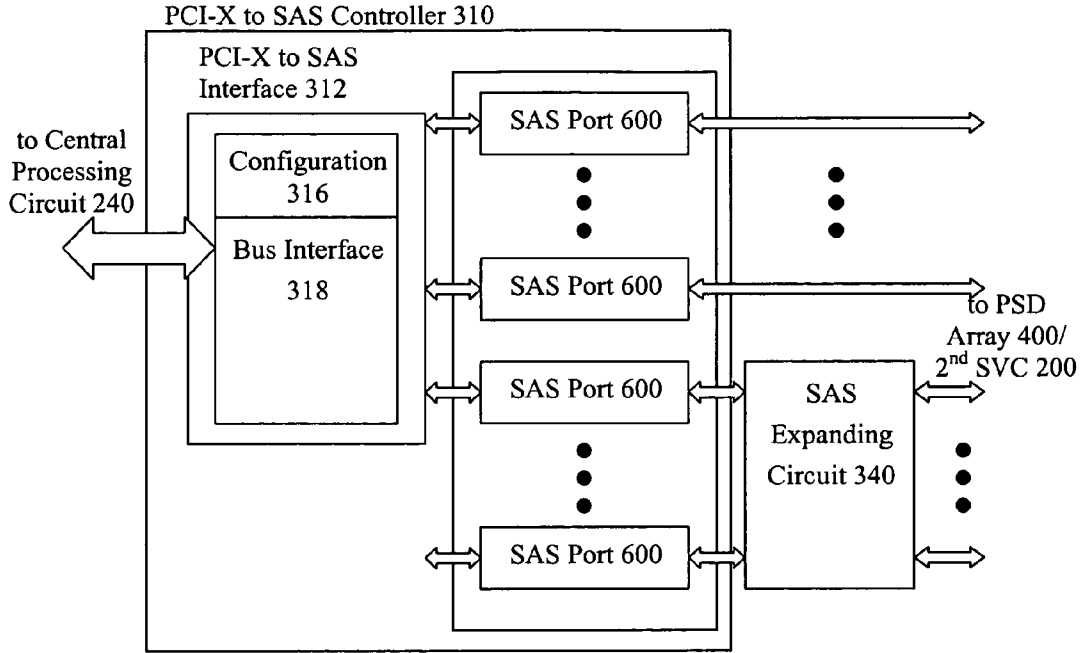 PCI-X to SAS Controller 310
PCI-X to SAS
Interface 312
to Central
Processing
Circuit 240
Configuration
316
Bus Interface
318
SAS Port 600
SAS Port 600
SAS Port 600
SAS Port 600
to PSD
Array 400/
2nd SVC 200
SAS
Expanding
Circuit 340